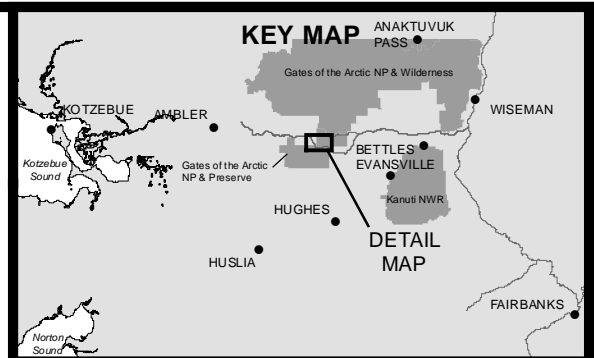 KEY MAP
ANAKTUVUK
PASS
Gates of the Arctic NP & Wilderness
WISEMAN
KOTZEBUE
AMBLER
Kotzebue
Sound
Gates of the Arctic
NP & Preserve
BETTLES
EVANSVILLE
Kanuti NWR
HUGHES
DETAIL
MAP
HUSLIA
FAIRBANKS
Norton
Sound